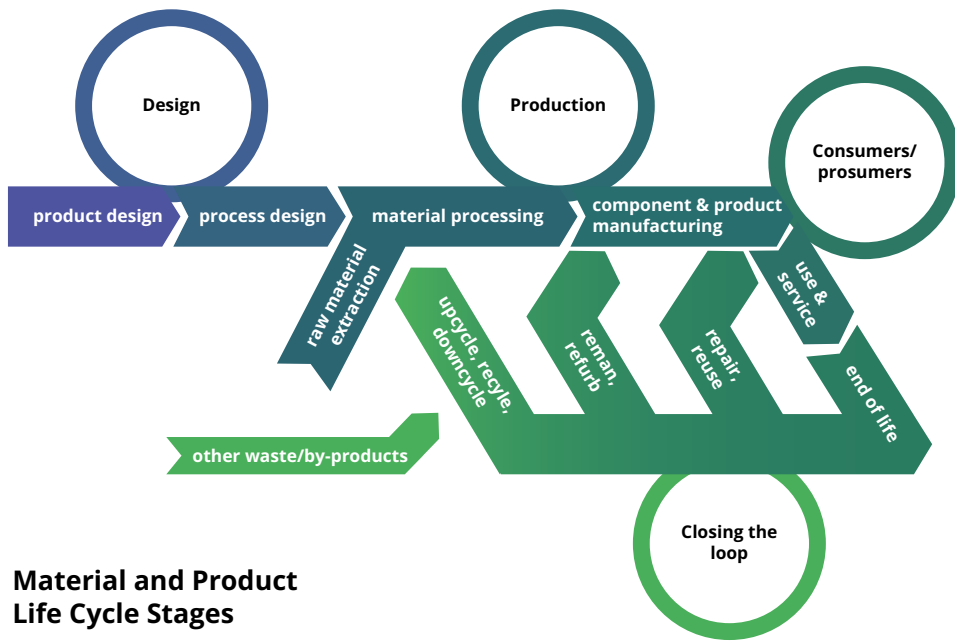 Design
Production
Consumers/
prosumers
product design
process design
material processing
component & product
manufacturing
raw material
extraction
use &
service
upcycle, recyle,
downcycle
reman,
refurb
repair,
reuse
end of life
other waste/by-products
Closing the
loop
Material and Product
Life Cycle Stages